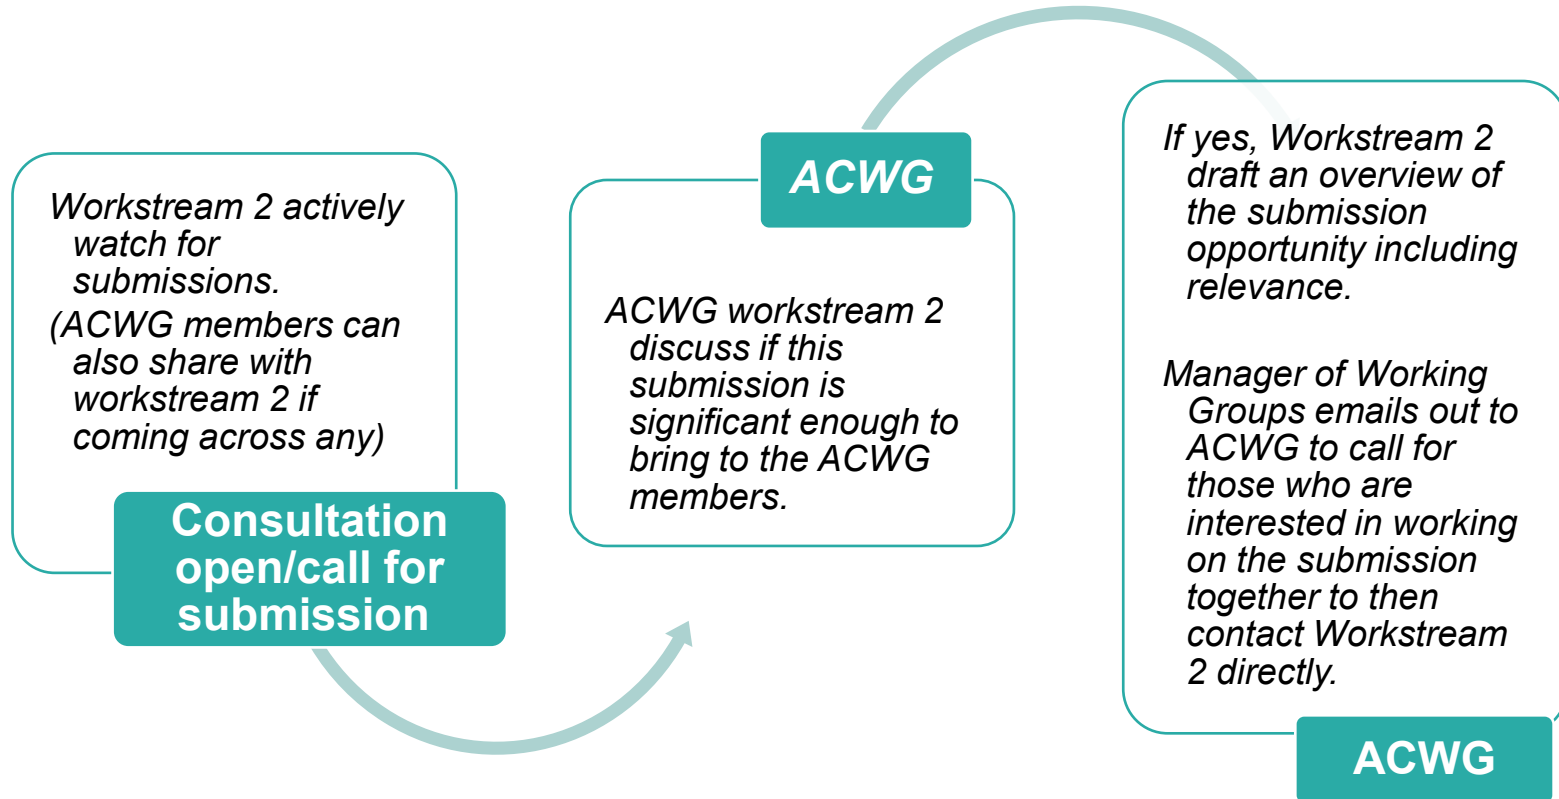 Workstream 2 actively
watch for
submissions.
(ACWG members can
also share with
workstream 2 if
coming across any)
Consultation
open/call for
submission
ACWG
ACWG workstream 2
discuss if this
submission is
significant enough to
bring to the ACWG
members.
If yes, Workstream 2
draft an overview of
the submission
opportunity including
relevance.
Manager of Working
Groups emails out to
ACWG to call for
those who are
interested in working
on the submission
together to then
contact Workstream
2 directly.
ACWG